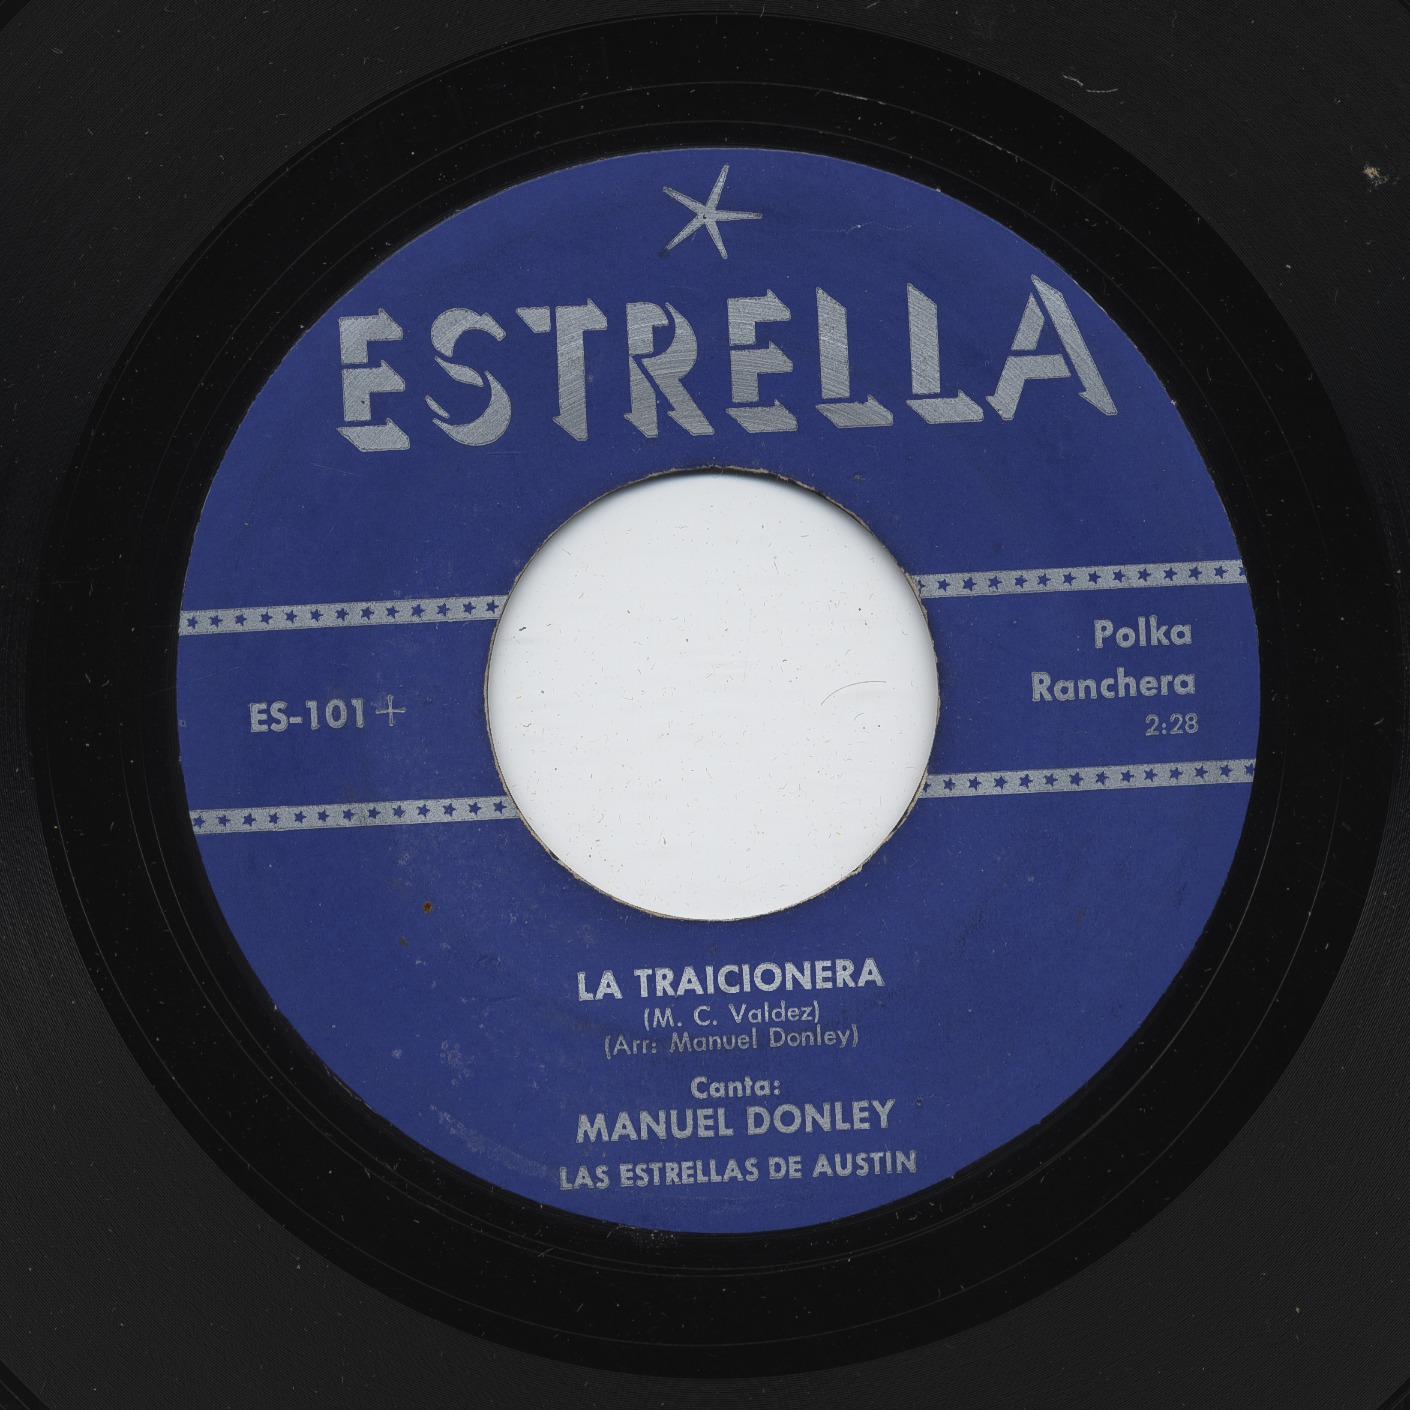 ESTRELLA
ES-101+
Polka
Ranchera
2:28
LA TRAICIONERA
(M. C. Valdez)
(Arr: Manuel Donley)
Canta:
MANUEL DONLEY
LAS ESTRELLAS DE AUSTIN